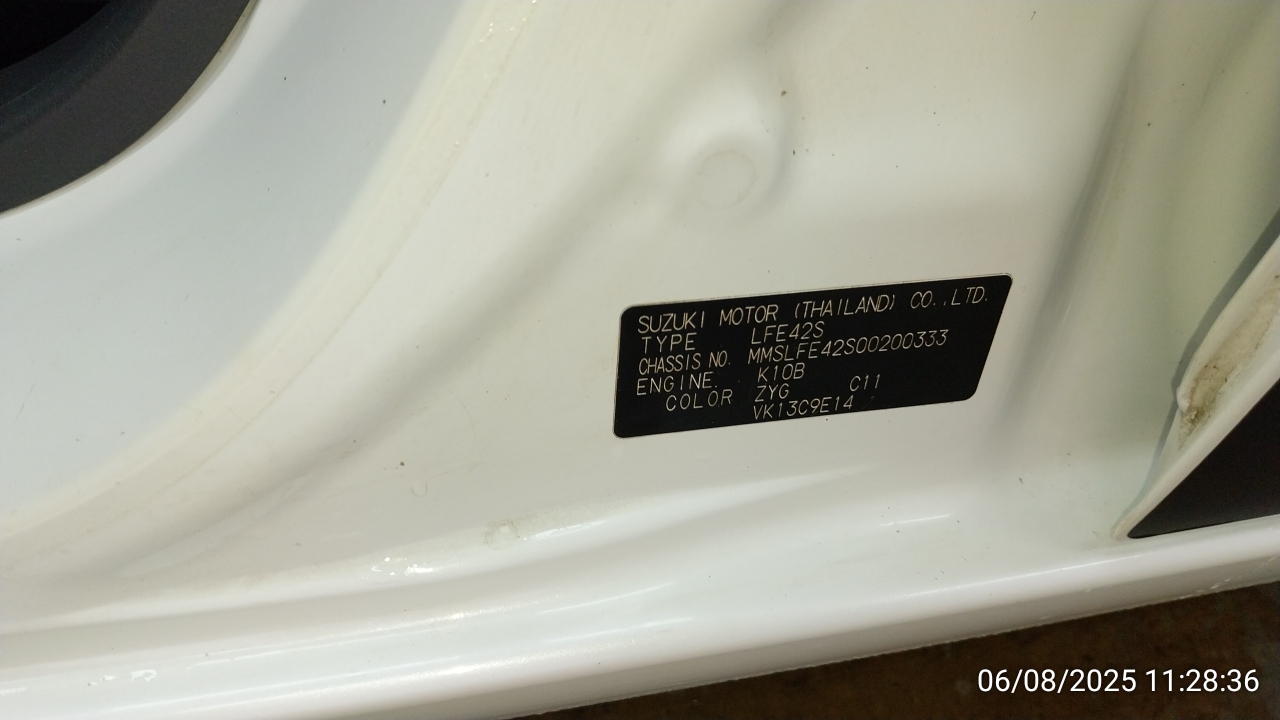 SUZUKI MOTOR (THAILAND) CO.,LTD.
TYPE LFE42S
CHASSIS NO. MMSLFE42S00200333
ENGINE. K10B
COLOR ZYG C11
VK13C9E14
06/08/2025 11:28:36